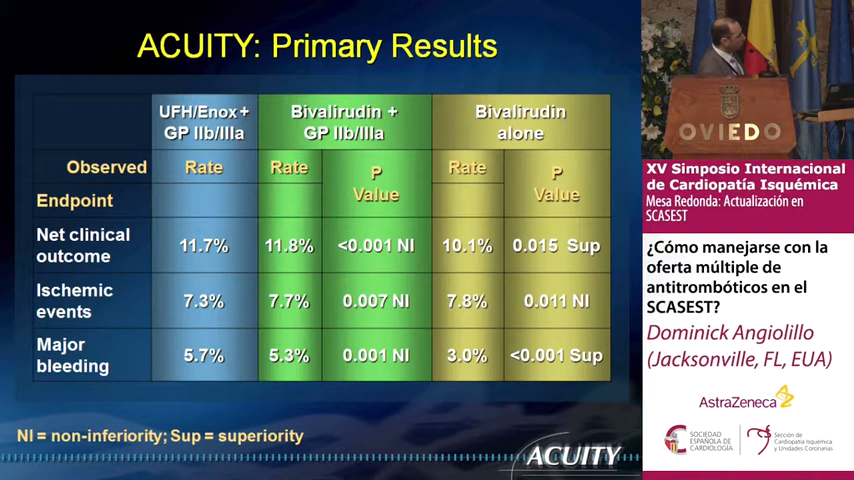 ACUITY: Primary Results
UFH/Enox +
GP IIb/IIIa
Bivalirudin +
GP IIb/IIIa
Bivalirudin
alone
Observed
Endpoint
Rate
Rate
P
Value
Rate
P
Value
Net clinical
outcome
11.7%
11.8%
<0.001 NI
10.1%
0.015 Sup
Ischemic
events
7.3%
7.7%
0.007 NI
7.8%
0.011 NI
Major
bleeding
5.7%
5.3%
0.001 NI
3.0%
<0.001 Sup
NI = non-inferiority; Sup = superiority
ACUITY
OVIEDO
XV Simposio Internacional
de Cardiopatía Isquémica
Mesa Redonda: Actualización en
SCASEST
¿Cómo manejarse con la
oferta múltiple de
antitrombóticos en el
SCASEST?
Dominick Angiolillo
(Jacksonville, FL, EUA)
AstraZeneca
SOCIEDAD
ESPAÑOLA DE
CARDIOLOGÍA
Sección de
Cardiopatía Isquémica
y Unidades Coronarias